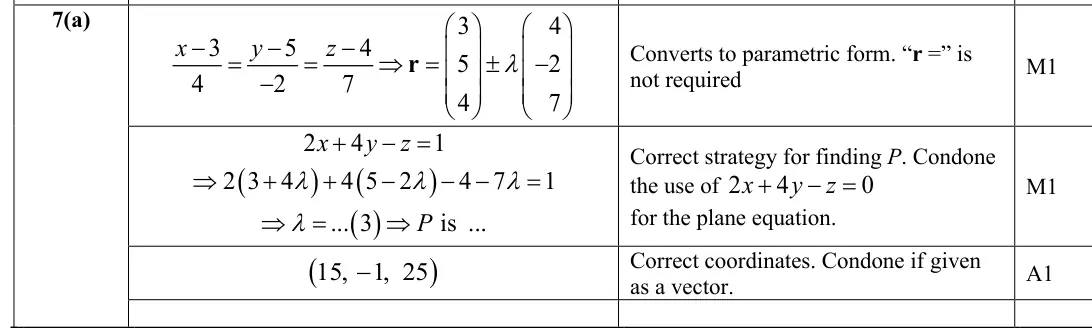 7(a)
(x−3)/4 = (y−5)/−2 = (z−4)/7 ⇒ r = (3 5 4) ± λ (4 −2 7)
Converts to parametric form. “r =” is
not required
M1
2x + 4y − z = 1
⇒ 2(3+4λ) + 4(5−2λ) − 4 − 7λ = 1
⇒ λ = ...(3) ⇒ P is ...
Correct strategy for finding P. Condone
the use of 2x + 4y − z = 0
for the plane equation.
M1
(15, −1, 25)
Correct coordinates. Condone if given
as a vector.
A1